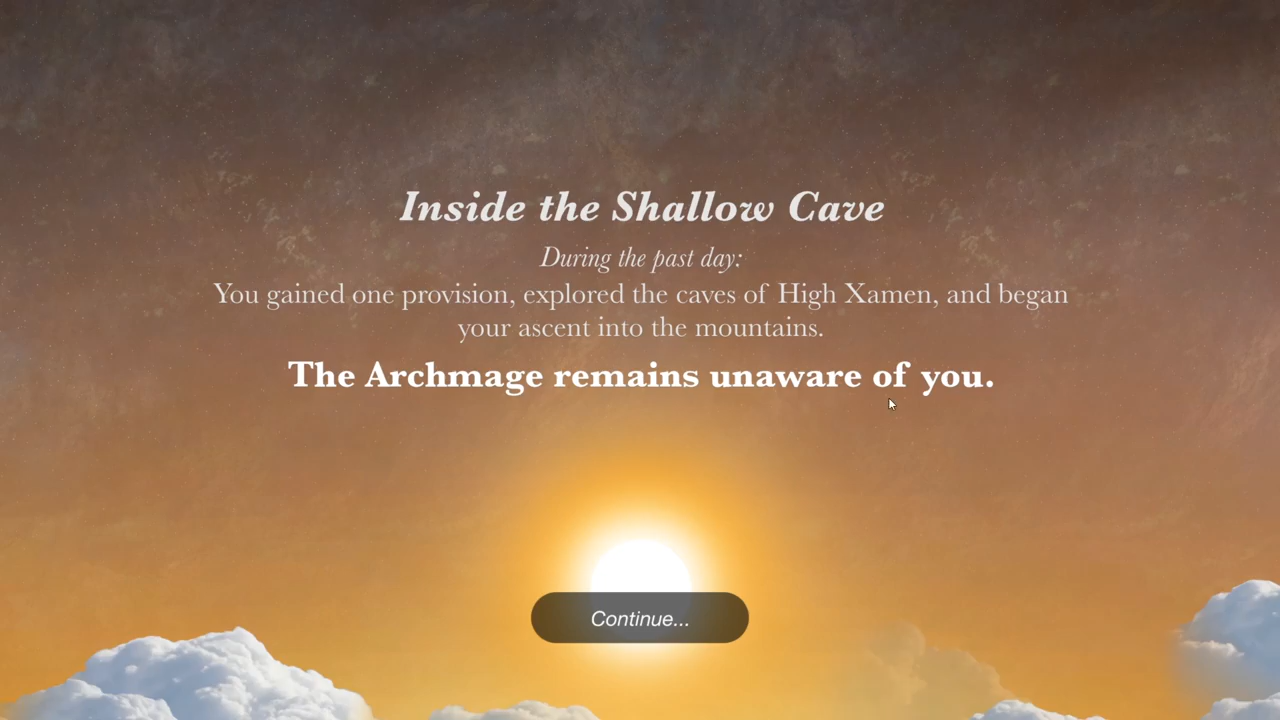 Inside the Shallow Cave
During the past day:
You gained one provision, explored the caves of High Xamen, and began
your ascent into the mountains.
The Archmage remains unaware of you.
Continue...